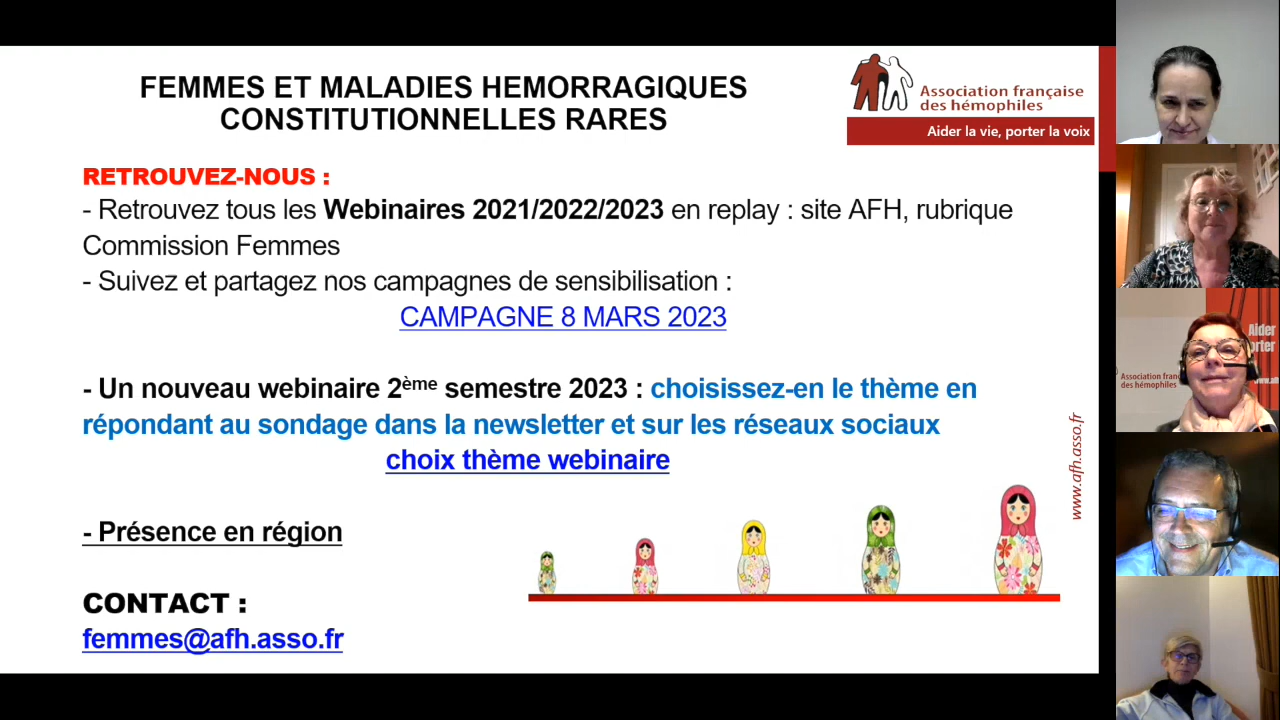 FEMMES ET MALADIES HEMORRAGIQUES
CONSTITUTIONNELLES RARES
Association française
des hémophiles
Aider la vie, porter la voix
RETROUVEZ-NOUS :
- Retrouvez tous les Webinaires 2021/2022/2023 en replay : site AFH, rubrique
Commission Femmes
- Suivez et partagez nos campagnes de sensibilisation :
CAMPAGNE 8 MARS 2023
- Un nouveau webinaire 2ème semestre 2023 : choisissez-en le thème en
répondant au sondage dans la newsletter et sur les réseaux sociaux
choix thème webinaire
- Présence en région
CONTACT :
femmes@afh.asso.fr
www.afh.asso.fr
Aider
des hémophiles